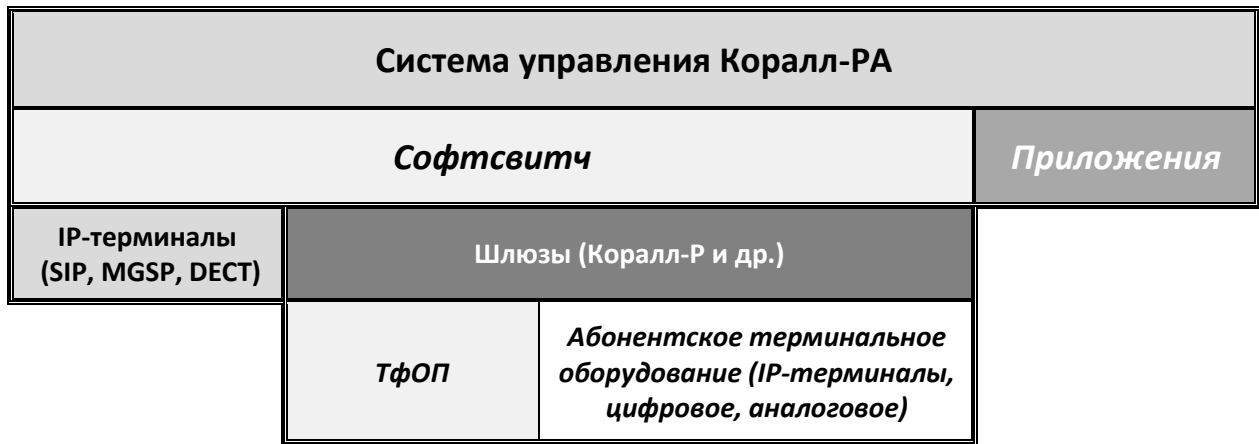 Система управления Коралл-РА
Софтсвитч
Приложения
IP-терминалы
(SIP, MGSP, DECT)
Шлюзы (Коралл-Р и др.)
ТфОП
Абонентское терминальное
оборудование (IP-терминалы,
цифровое, аналоговое)